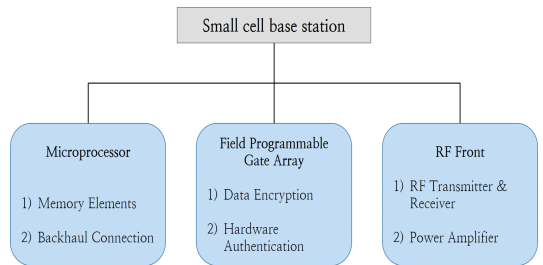 Small cell base station
Microprocessor
1) Memory Elements
2) Backhaul Connection
Field Programmable
Gate Array
1) Data Encryption
2) Hardware
Authentication
RF Front
1) RF Transmitter &
Receiver
2) Power Amplifier